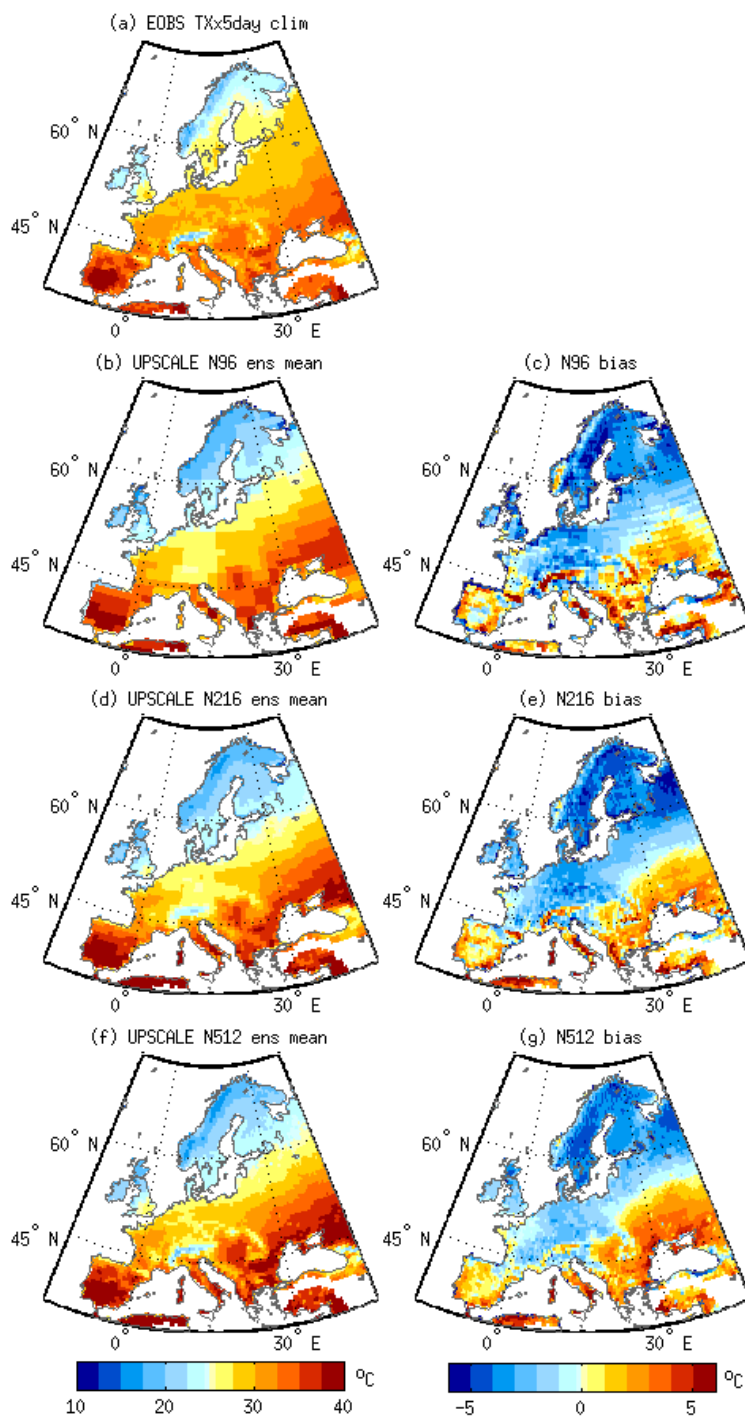 (a) EOBS TXx5day clim
60° N
45° N
0° 30° E
(b) UPSCALE N96 ens mean
60° N
45° N
0° 30° E
(c) N96 bias
60° N
45° N
0° 30° E
(d) UPSCALE N216 ens mean
60° N
45° N
0° 30° E
(e) N216 bias
60° N
45° N
0° 30° E
(f) UPSCALE N512 ens mean
60° N
45° N
0° 30° E
(g) N512 bias
60° N
45° N
0° 30° E
10 20 30 40 °C
-5 0 5 °C